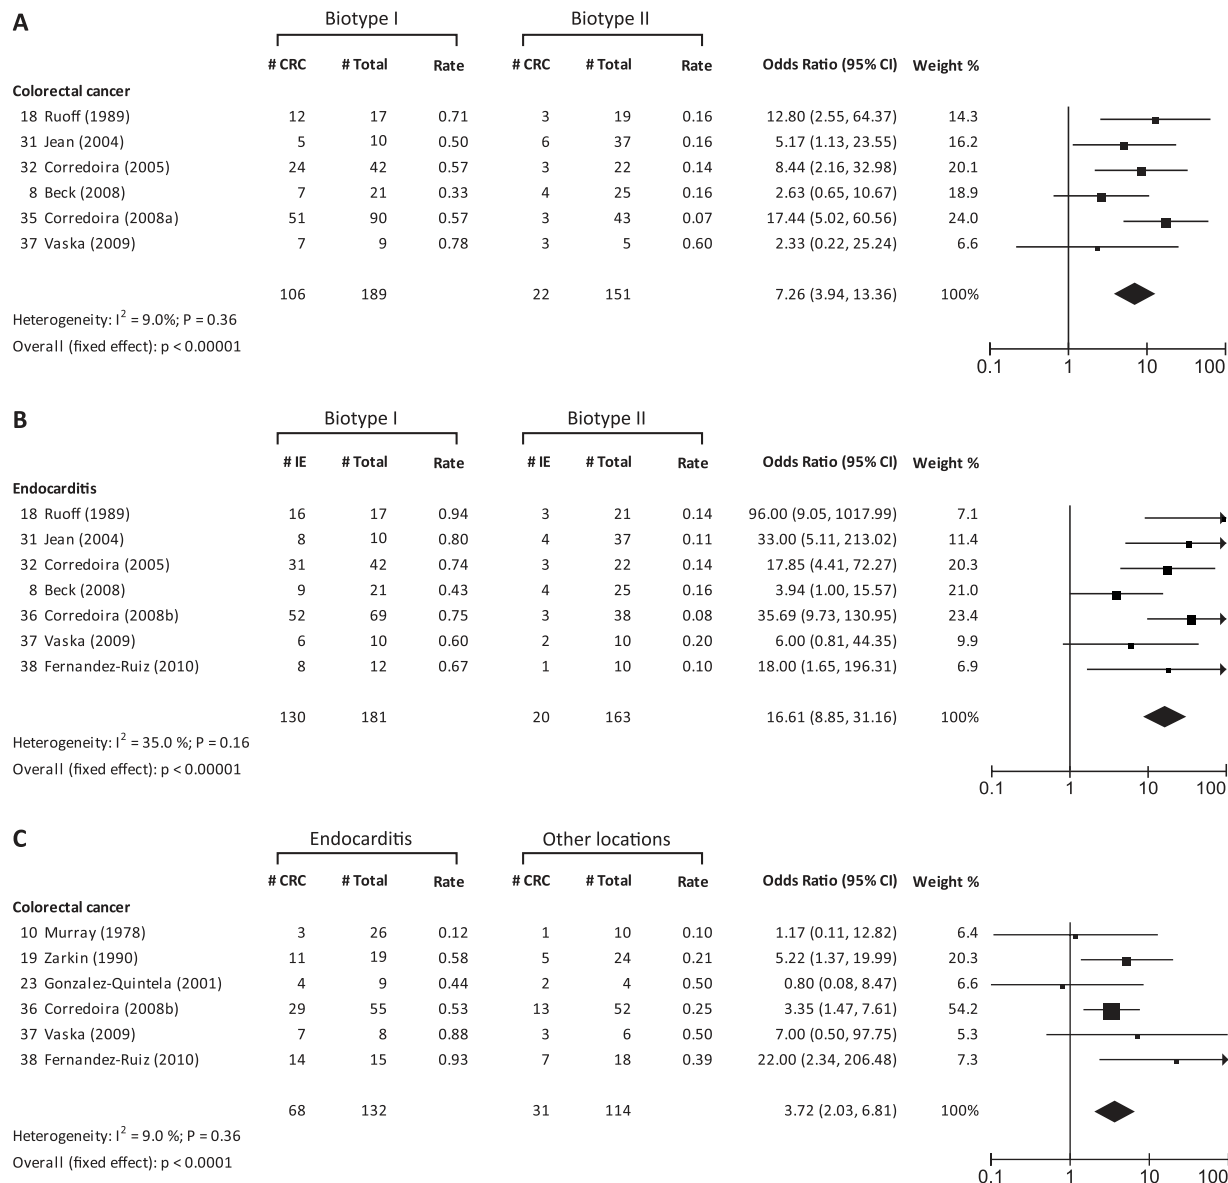 A
Biotype I Biotype II
# CRC # Total Rate # CRC # Total Rate Odds Ratio (95% CI) Weight %
Colorectal cancer
18 Ruoff (1989) 12 17 0.71 3 19 0.16 12.80 (2.55, 64.37) 14.3
31 Jean (2004) 5 10 0.50 6 37 0.16 5.17 (1.13, 23.55) 16.2
32 Corredoira (2005) 24 42 0.57 3 22 0.14 8.44 (2.16, 32.98) 20.1
8 Beck (2008) 7 21 0.33 4 25 0.16 2.63 (0.65, 10.67) 18.9
35 Corredoira (2008a) 51 90 0.57 3 43 0.07 17.44 (5.02, 60.56) 24.0
37 Vaska (2009) 7 9 0.78 3 5 0.60 2.33 (0.22, 25.24) 6.6
106 189 22 151 7.26 (3.94, 13.36) 100%
Heterogeneity: I² = 9.0%; P = 0.36
Overall (fixed effect): p < 0.00001
0.1 1 10 100
B
Biotype I Biotype II
# IE # Total Rate # IE # Total Rate Odds Ratio (95% CI) Weight %
Endocarditis
18 Ruoff (1989) 16 17 0.94 3 21 0.14 96.00 (9.05, 1017.99) 7.1
31 Jean (2004) 8 10 0.80 4 37 0.11 33.00 (5.11, 213.02) 11.4
32 Corredoira (2005) 31 42 0.74 3 22 0.14 17.85 (4.41, 72.27) 20.3
8 Beck (2008) 9 21 0.43 4 25 0.16 3.94 (1.00, 15.57) 21.0
36 Corredoira (2008b) 52 69 0.75 3 38 0.08 35.69 (9.73, 130.95) 23.4
37 Vaska (2009) 6 10 0.60 2 10 0.20 6.00 (0.81, 44.35) 9.9
38 Fernandez-Ruiz (2010) 8 12 0.67 1 10 0.10 18.00 (1.65, 196.31) 6.9
130 181 20 163 16.61 (8.85, 31.16) 100%
Heterogeneity: I² = 35.0 %; P = 0.16
Overall (fixed effect): p < 0.00001
0.1 1 10 100
C
Endocarditis Other locations
# CRC # Total Rate # CRC # Total Rate Odds Ratio (95% CI) Weight %
Colorectal cancer
10 Murray (1978) 3 26 0.12 1 10 0.10 1.17 (0.11, 12.82) 6.4
19 Zarkin (1990) 11 19 0.58 5 24 0.21 5.22 (1.37, 19.99) 20.3
23 Gonzalez-Quintela (2001) 4 9 0.44 2 4 0.50 0.80 (0.08, 8.47) 6.6
36 Corredoira (2008b) 29 55 0.53 13 52 0.25 3.35 (1.47, 7.61) 54.2
37 Vaska (2009) 7 8 0.88 3 6 0.50 7.00 (0.50, 97.75) 5.3
38 Fernandez-Ruiz (2010) 14 15 0.93 7 18 0.39 22.00 (2.34, 206.48) 7.3
68 132 31 114 3.72 (2.03, 6.81) 100%
Heterogeneity: I² = 9.0 %; P = 0.36
Overall (fixed effect): p < 0.0001
0.1 1 10 100